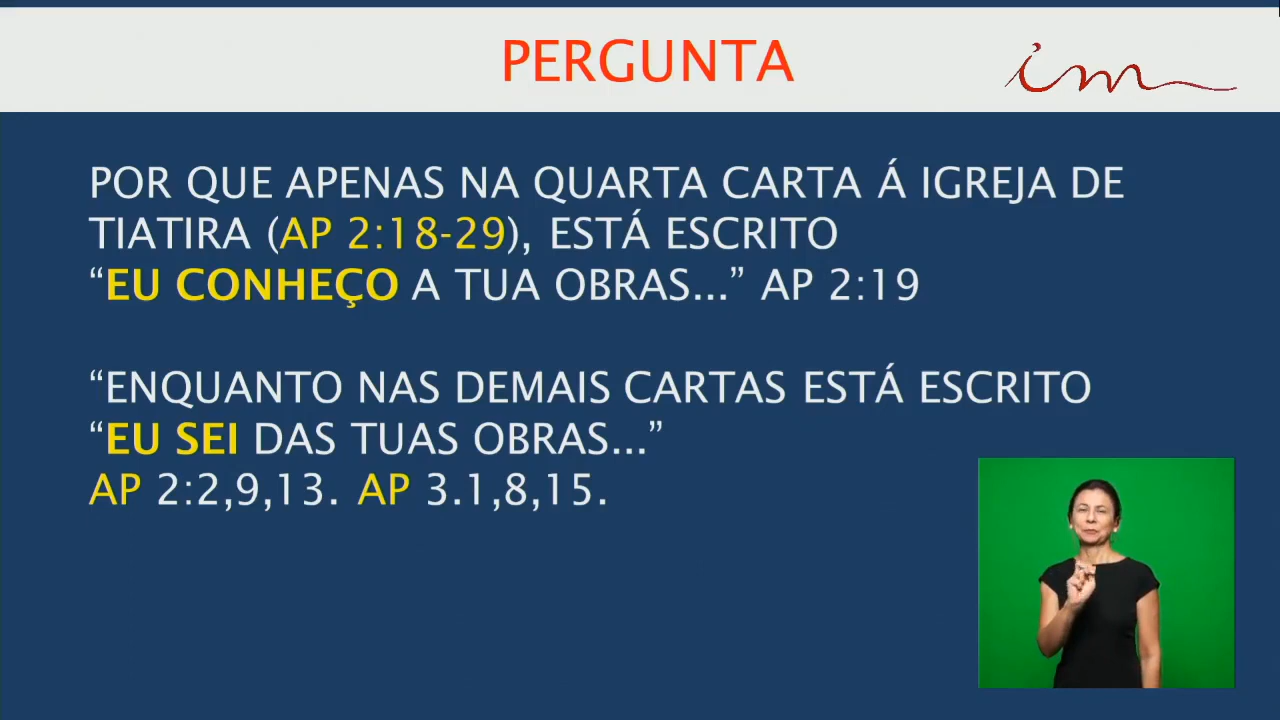 PERGUNTA
im
POR QUE APENAS NA QUARTA CARTA Á IGREJA DE
TIATIRA (AP 2:18-29), ESTÁ ESCRITO
“EU CONHEÇO A TUA OBRAS...” AP 2:19
“ENQUANTO NAS DEMAIS CARTAS ESTÁ ESCRITO
“EU SEI DAS TUAS OBRAS...”
AP 2:2,9,13. AP 3.1,8,15.